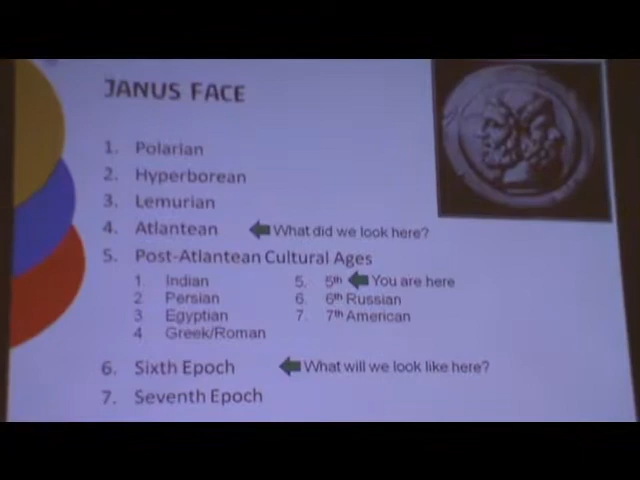 JANUS FACE
1. Polarian
2. Hyperborean
3. Lemurian
4. Atlantean What did we look here?
5. Post-Atlantean Cultural Ages
1. Indian 5. 5th You are here
2 Persian 6. 6th Russian
3 Egyptian 7. 7th American
4 Greek/Roman
6. Sixth Epoch What will we look like here?
7. Seventh Epoch